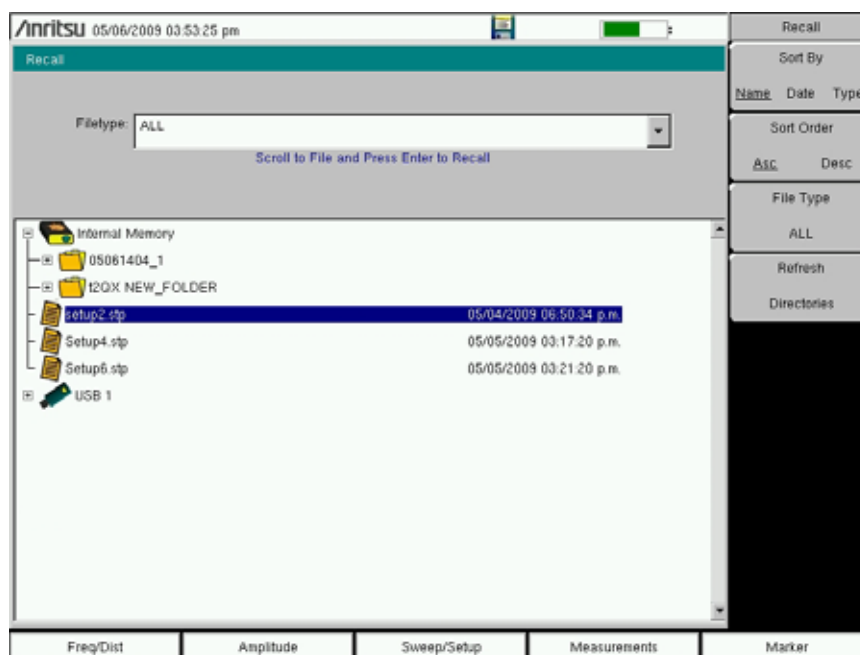 Anritsu 05/06/2009 03:53:25 pm
Recall
Filetype: ALL
Scroll to File and Press Enter to Recall
Internal Memory
05061404_1
t2QX NEW_FOLDER
setup2.stp 05/04/2009 06:50:34 p.m.
Setup4.stp 05/05/2009 03:17:20 p.m.
Setup6.stp 05/05/2009 03:21:20 p.m.
USB 1
Recall
Sort By
Name Date Type
Sort Order
Asc Desc
File Type
ALL
Refresh
Directories
Freq/Dist Amplitude Sweep/Setup Measurements Marker